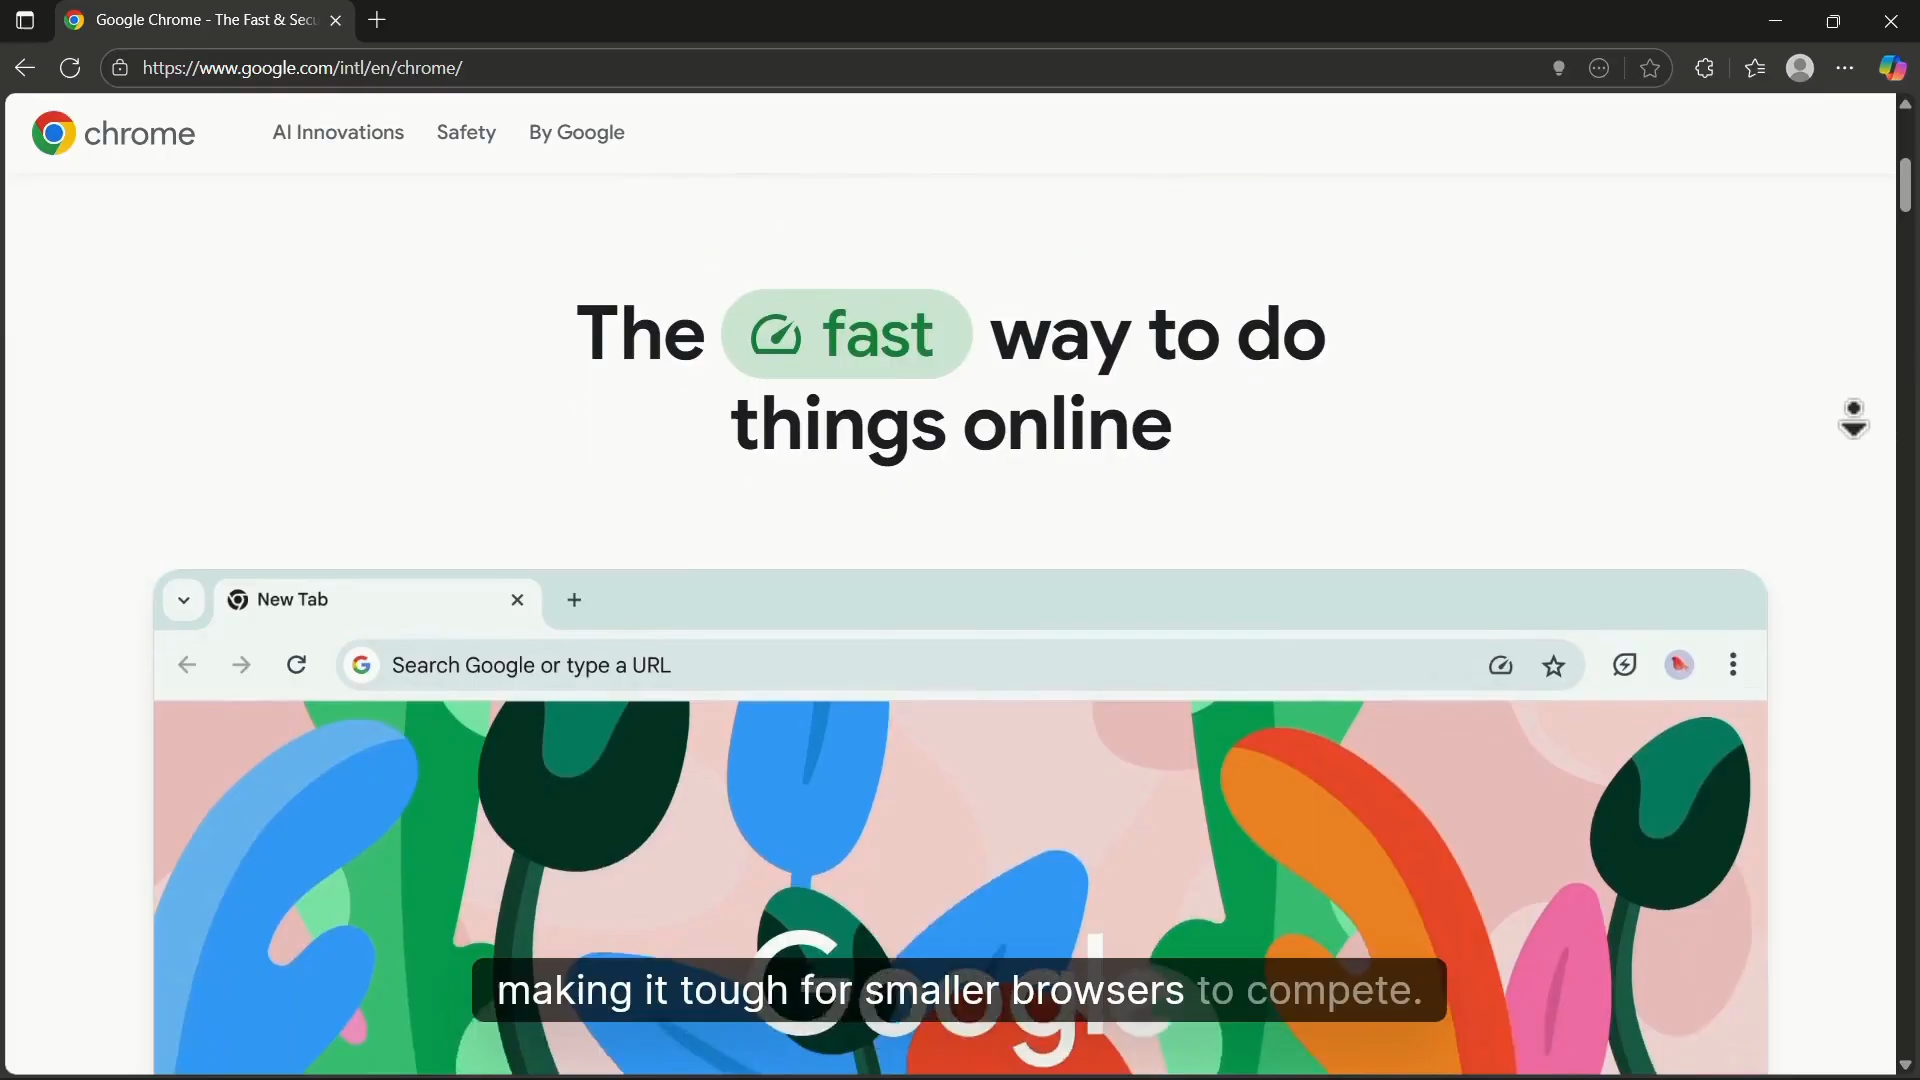 Google Chrome - The Fast & Secu
https://www.google.com/intl/en/chrome/
chrome
AI Innovations
Safety
By Google
The fast way to do
things online
New Tab
Search Google or type a URL
Google
making it tough for smaller browsers to compete.